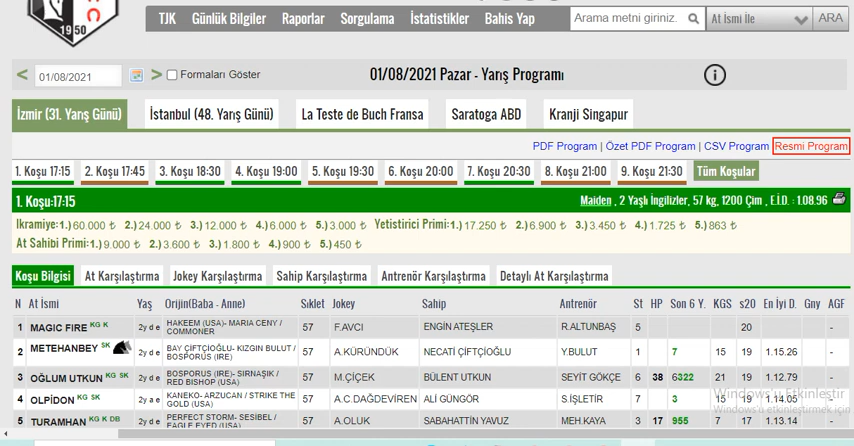 1950
TJK Günlük Bilgiler Raporlar Sorgulama İstatistikler Bahis Yap Arama metni giriniz. At İsmi İle ARA
< 01/08/2021 > Formaları Göster 01/08/2021 Pazar - Yarış Programı
İzmir (31. Yarış Günü) İstanbul (48. Yarış Günü) La Teste de Buch Fransa Saratoga ABD Kranji Singapur
PDF Program | Özet PDF Program | CSV Program Resmi Program
1. Koşu 17:15 2. Koşu 17:45 3. Koşu 18:30 4. Koşu 19:00 5. Koşu 19:30 6. Koşu 20:00 7. Koşu 20:30 8. Koşu 21:00 9. Koşu 21:30 Tüm Koşular
1. Koşu:17:15 Maiden , 2 Yaşlı İngilizler, 57 kg, 1200 Çim , E.İ.D. : 1.08.96
Ikramiye:1.) 60.000 ₺ 2.) 24.000 ₺ 3.) 12.000 ₺ 4.) 6.000 ₺ 5.) 3.000 ₺ Yetistirici Primi:1.) 17.250 ₺ 2.) 6.900 ₺ 3.) 3.450 ₺ 4.) 1.725 ₺ 5.) 863 ₺
At Sahibi Primi:1.) 9.000 ₺ 2.) 3.600 ₺ 3.) 1.800 ₺ 4.) 900 ₺ 5.) 450 ₺
Koşu Bilgisi At Karşılaştırma Jokey Karşılaştırma Sahip Karşılaştırma Antrenör Karşılaştırma Detaylı At Karşılaştırma
N At İsmi Yaş Orijin(Baba - Anne) Sıklet Jokey Sahip Antrenör St HP Son 6 Y. KGS s20 En İyi D. Gny AGF
1 MAGIC FIRE KG K 2y d e HAKEEM (USA)- MARIA CENY / COMMONER 57 F.AVCI ENGİN ATEŞLER R.ALTUNBAŞ 5 20 -
2 METEHANBEY SK 2y d e BAY ÇİFTÇİOĞLU- KIZGIN BULUT / BOSPORUS (IRE) 57 A.KÜRÜNDÜK NECATİ ÇİFTÇİOĞLU Y.BULUT 1 7 15 19 1.15.26 -
3 OĞLUM UTKUN KG SK 2y d e BOSPORUS (IRE)- SIRNAŞIK / RED BISHOP (USA) 57 M.ÇİÇEK BÜLENT UTKUN SEYİT GÖKÇE 6 38 6322 21 19 1.12.79 -
4 OLPİDON KG SK 2y a e KANEKO- ARZUCAN / STRIKE THE GOLD (USA) 57 A.C.DAĞDEVİREN ALİ GÜNGÖR S.İŞLETİR 7 3 15 19 1.14.05 -
5 TURAMHAN KG K DB 2y d e PERFECT STORM- SESIBEL / EAGLE EYED (USA) 57 A.OLUK SABAHATTİN YAVUZ MEH.KAYA 3 17 955 7 17 1.13.14 -
Windows'u Etkinleştir
Windows'u etkinleştirmek için